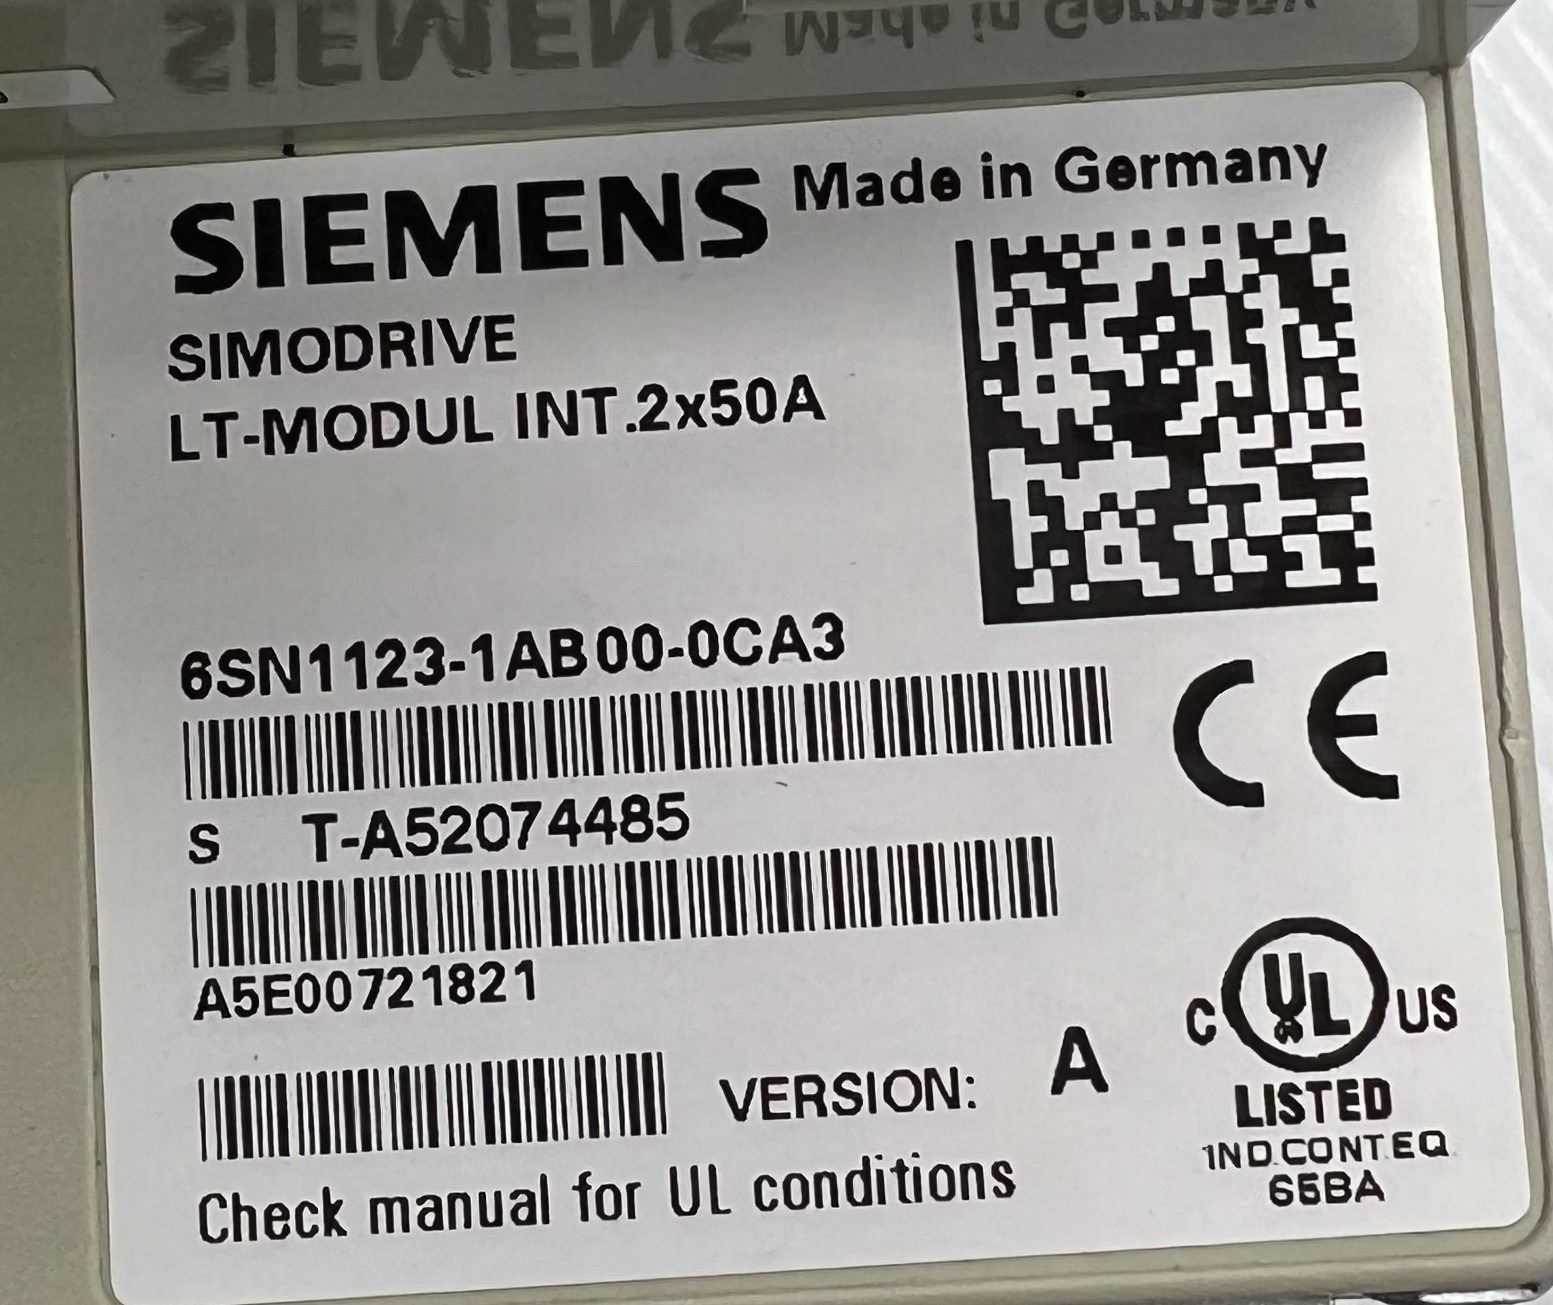 SIEMENS Made in Germany
SIMODRIVE
LT-MODUL INT.2x50A
6SN1123-1AB00-0CA3
S T-A52074485
A5E00721821
VERSION: A
Check manual for UL conditions
CE
C UL US
LISTED
IND.CONT.EQ
65BA